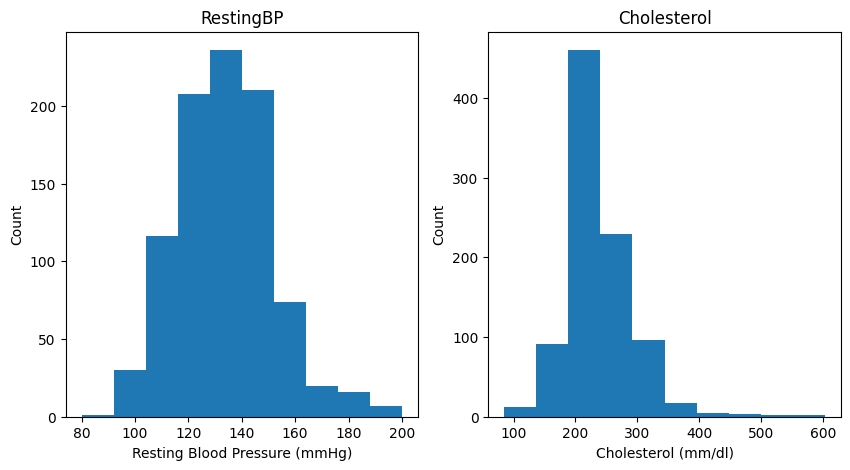 RestingBP
200
150
100
50
0
Count
80 100 120 140 160 180 200
Resting Blood Pressure (mmHg)
Cholesterol
400
300
200
100
0
Count
100 200 300 400 500 600
Cholesterol (mm/dl)